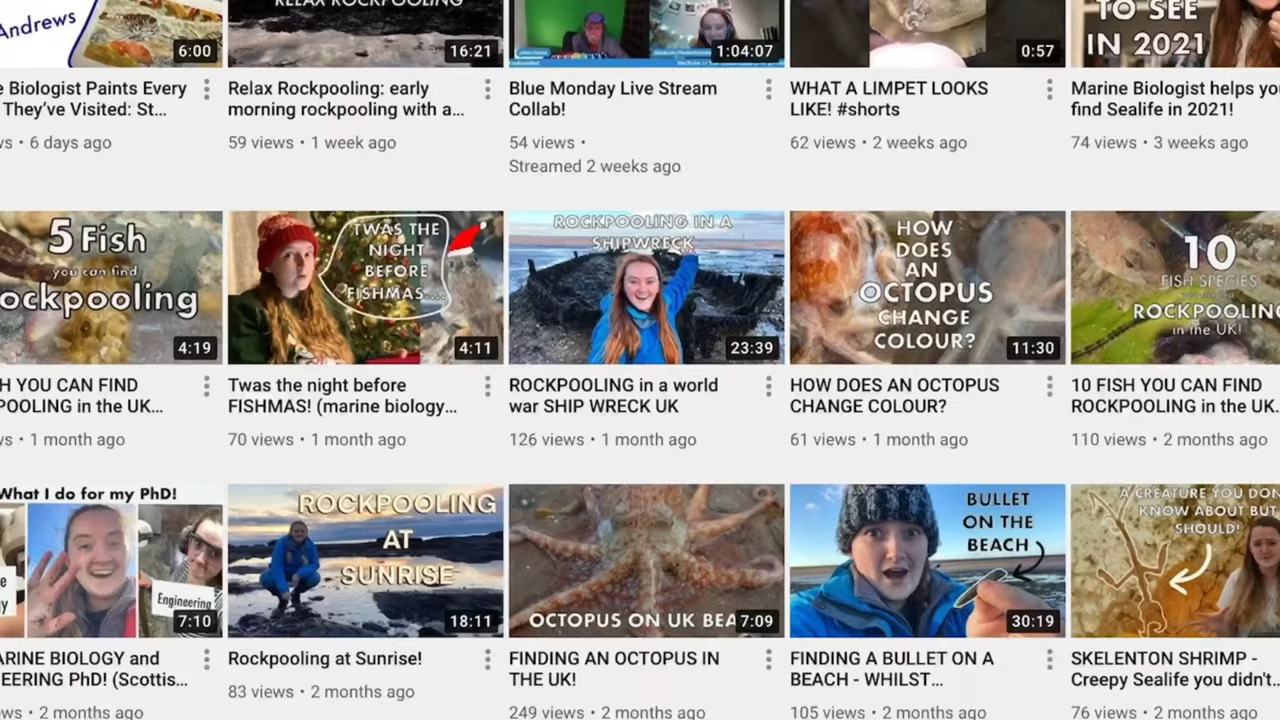 Andrews
6:00
RELAX ROCKPOOLING
16:21
1:04:07
0:57
TO SEE
IN 2021
e Biologist Paints Every
They've Visited: St...
ws • 6 days ago
Relax Rockpooling: early
morning rockpooling with a...
59 views • 1 week ago
Blue Monday Live Stream
Collab!
54 views •
Streamed 2 weeks ago
WHAT A LIMPET LOOKS
LIKE! #shorts
62 views • 2 weeks ago
Marine Biologist helps you
find Sealife in 2021!
74 views • 3 weeks ago
5 Fish
you can find
ockpooling
4:19
TWAS THE
NIGHT
BEFORE
FISHMAS....
4:11
ROCKPOOLING IN A
SHIPWRECK
23:39
HOW
DOES
AN
OCTOPUS
CHANGE
COLOUR?
11:30
10
FISH SPECIES
ROCKPOOLING
in the UK!
H YOU CAN FIND
POOLING in the UK...
ws • 1 month ago
Twas the night before
FISHMAS! (marine biology...
70 views • 1 month ago
ROCKPOOLING in a world
war SHIP WRECK UK
126 views • 1 month ago
HOW DOES AN OCTOPUS
CHANGE COLOUR?
61 views • 1 month ago
10 FISH YOU CAN FIND
ROCKPOOLING in the UK.
110 views • 2 months ago
What I do for my PhD!
Engineering
7:10
ROCKPOOLING
AT
SUNRISE
18:11
OCTOPUS ON UK BEA
7:09
BULLET
ON THE
BEACH
30:19
A CREATURE YOU DON
KNOW ABOUT BUT
SHOULD!
ARINE BIOLOGY and
EERING PhD! (Scottis...
ws • 2 months ago
Rockpooling at Sunrise!
83 views • 2 months ago
FINDING AN OCTOPUS IN
THE UK!
249 views • 2 months ago
FINDING A BULLET ON A
BEACH - WHILST...
105 views • 2 months ago
SKELENTON SHRIMP -
Creepy Sealife you didn't..
76 views • 2 months ago